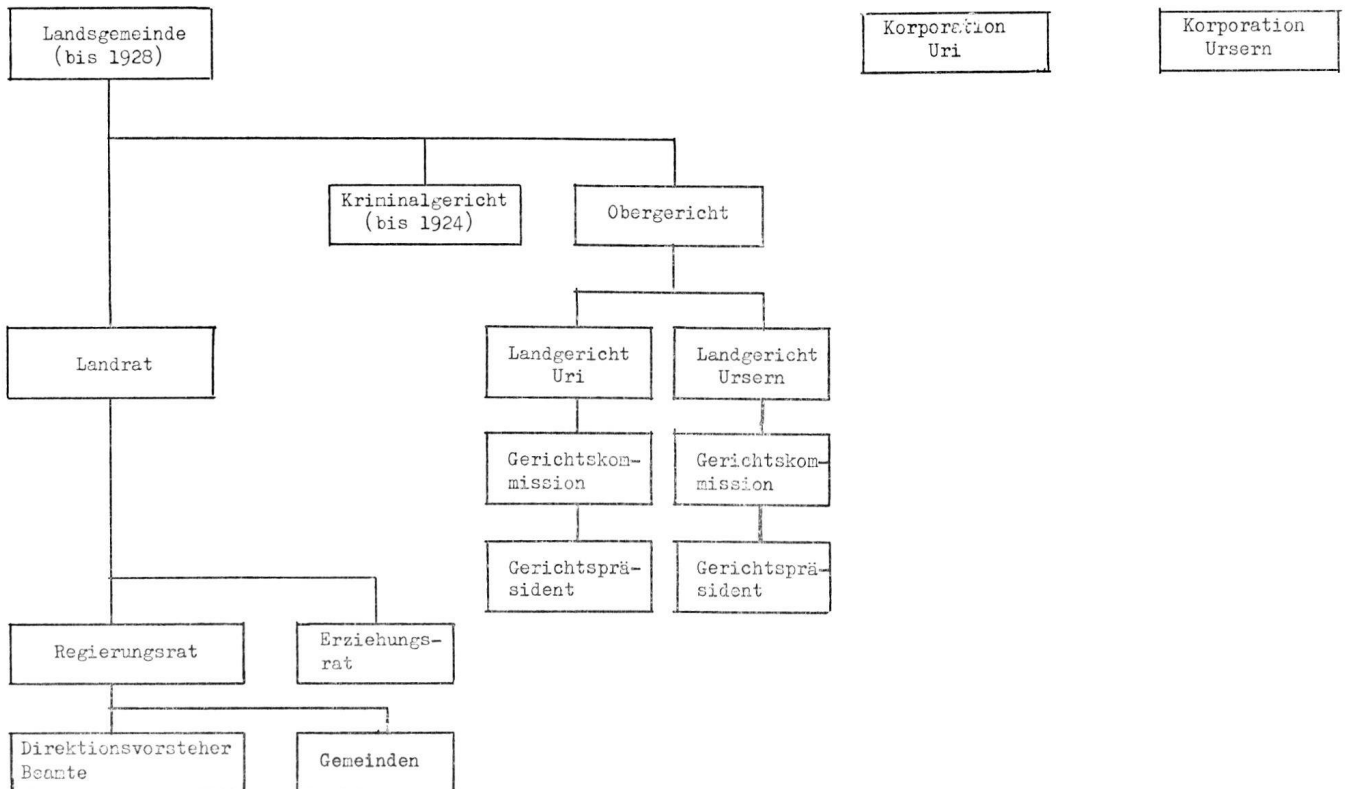 Landsgemeinde
(bis 1928)
Korporation
Uri
Korporation
Ursern
Kriminalgericht
(bis 1924)
Obergericht
Landrat
Landgericht
Uri
Landgericht
Ursern
Gerichtskom-
mission
Gerichtskom-
mission
Gerichtsprä-
sident
Gerichtsprä-
sident
Regierungsrat
Erziehungs-
rat
Direktionsvorsteher
Beamte
Gemeinden